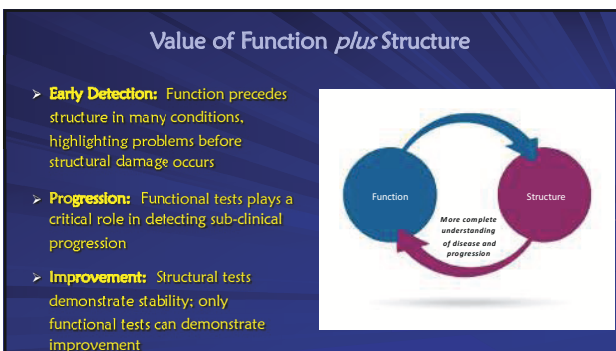 Value of Function plus Structure
➢ Early Detection: Function precedes
structure in many conditions,
highlighting problems before
structural damage occurs
➢ Progression: Functional tests plays a
critical role in detecting sub-clinical
progression
➢ Improvement: Structural tests
demonstrate stability; only
functional tests can demonstrate
improvement
Function
Structure
More complete
understanding
of disease and
progression